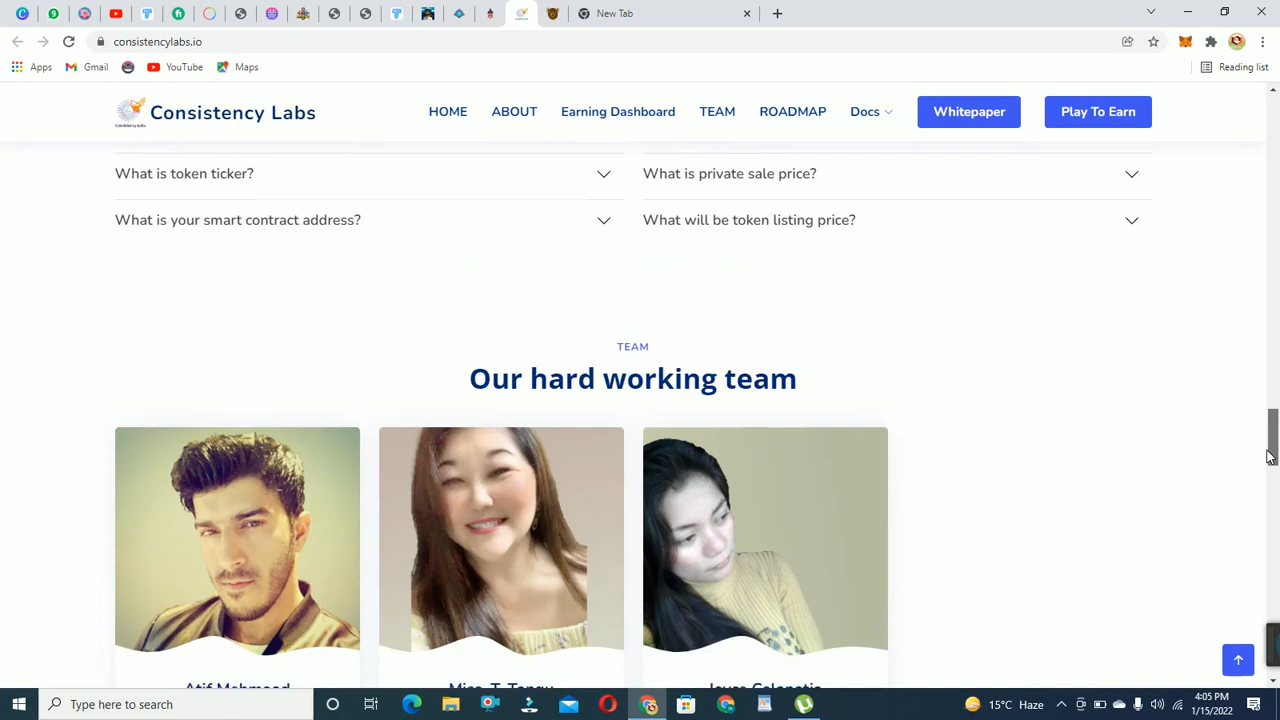 New Tab
consistencylabs.io
Apps
Gmail
YouTube
Maps
Reading list
Consistency Labs
HOME
ABOUT
Earning Dashboard
TEAM
ROADMAP
Docs
Whitepaper
Play To Earn
What is token ticker?
What is private sale price?
What is your smart contract address?
What will be token listing price?
TEAM
Our hard working team
Type here to search
15°C Haze
4:05 PM
1/15/2022